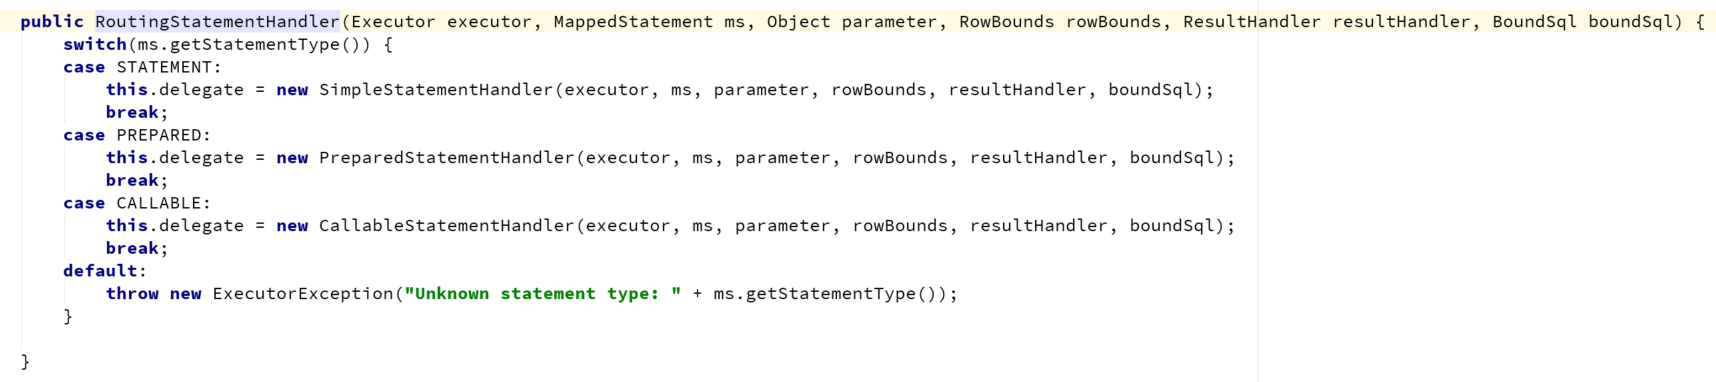 public RoutingStatementHandler(Executor executor, MappedStatement ms, Object parameter, RowBounds rowBounds, ResultHandler resultHandler, BoundSql boundSql) {
    switch(ms.getStatementType()) {
    case STATEMENT:
        this.delegate = new SimpleStatementHandler(executor, ms, parameter, rowBounds, resultHandler, boundSql);
        break;
    case PREPARED:
        this.delegate = new PreparedStatementHandler(executor, ms, parameter, rowBounds, resultHandler, boundSql);
        break;
    case CALLABLE:
        this.delegate = new CallableStatementHandler(executor, ms, parameter, rowBounds, resultHandler, boundSql);
        break;
    default:
        throw new ExecutorException("Unknown statement type: " + ms.getStatementType());
    }
}